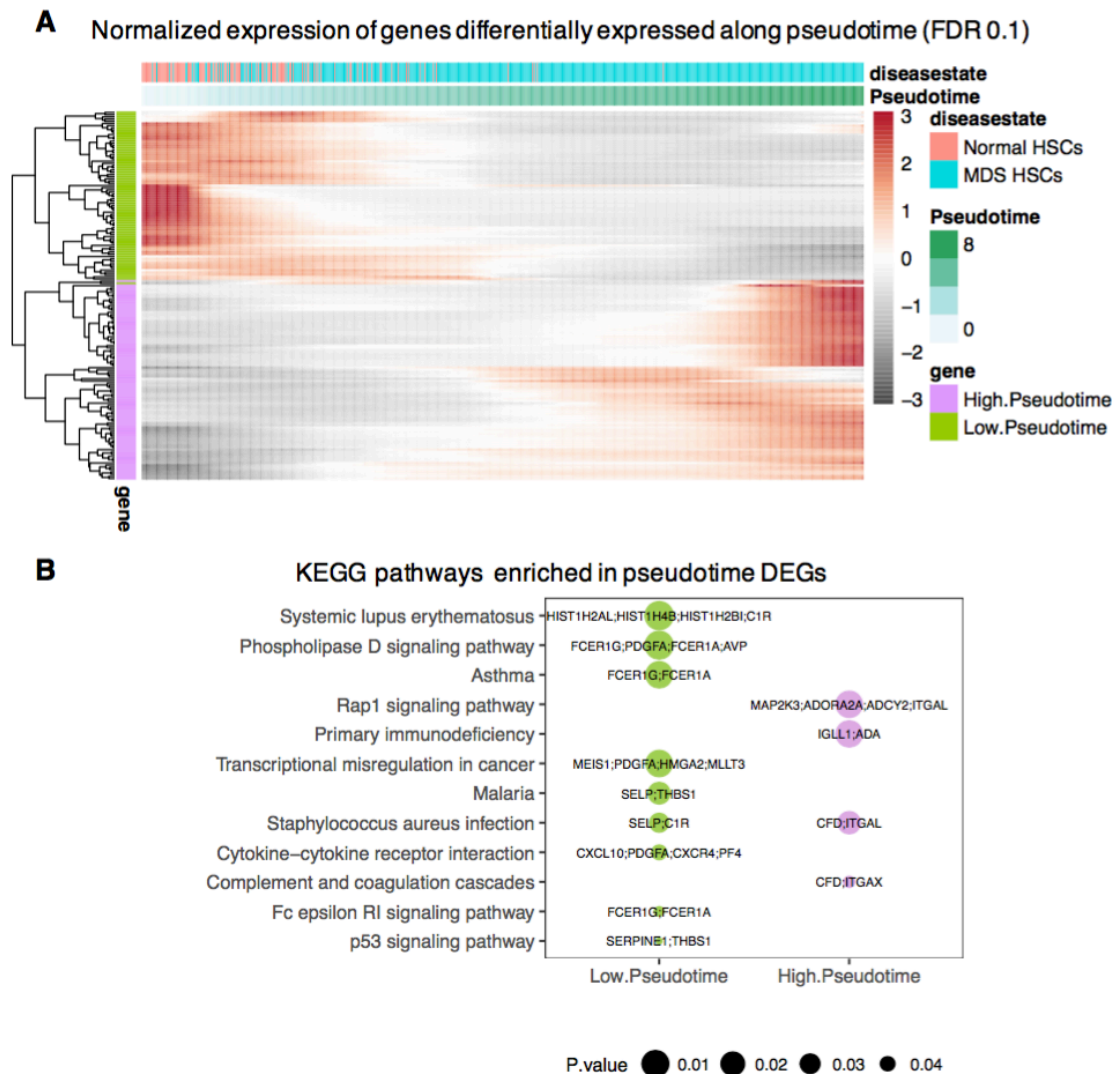 A
Normalized expression of genes differentially expressed along pseudotime (FDR 0.1)
diseasestate
Pseudotime
3
2
1
0
−1
−2
−3
diseasestate
Normal HSCs
MDS HSCs
Pseudotime
8
0
gene
High.Pseudotime
Low.Pseudotime
gene
B
KEGG pathways enriched in pseudotime DEGs
Systemic lupus erythematosus HIST1H2AL;HIST1H4B;HIST1H2BI;C1R
Phospholipase D signaling pathway FCER1G;PDGFA;FCER1A;AVP
Asthma FCER1G;FCER1A
Rap1 signaling pathway MAP2K3;ADORA2A;ADCY2;ITGAL
Primary immunodeficiency IGLL1;ADA
Transcriptional misregulation in cancer MEIS1;PDGFA;HMGA2;MLLT3
Malaria SELP;THBS1
Staphylococcus aureus infection SELP;C1R CFD;ITGAL
Cytokine−cytokine receptor interaction CXCL10;PDGFA;CXCR4;PF4
Complement and coagulation cascades CFD;ITGAX
Fc epsilon RI signaling pathway FCER1G;FCER1A
p53 signaling pathway SERPINE1;THBS1
Low.Pseudotime High.Pseudotime
P.value 0.01 0.02 0.03 0.04